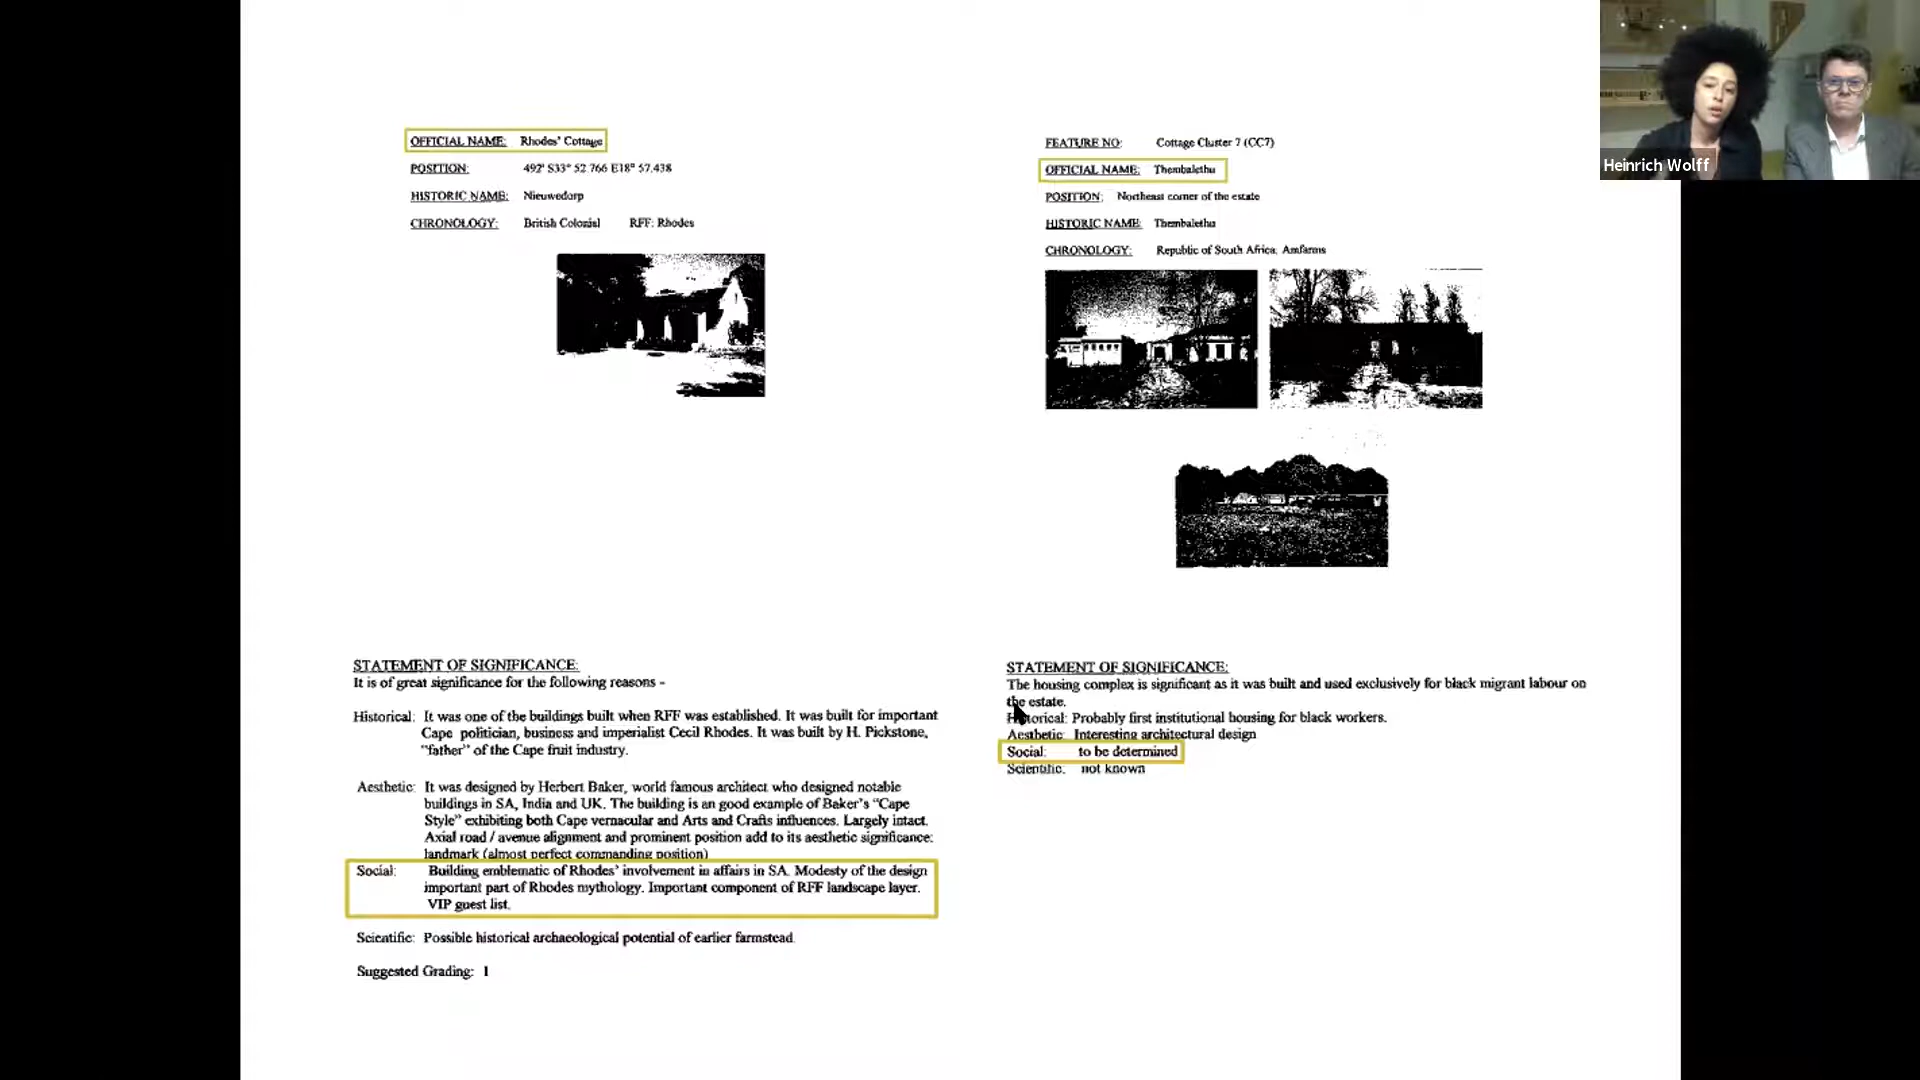 OFFICIAL NAME: Rhodes' Cottage
POSITION: 492' S33° 52.766 E18° 57.438
HISTORIC NAME: Nieuwedorp
CHRONOLOGY: British Colonial RFF: Rhodes
STATEMENT OF SIGNIFICANCE:
It is of great significance for the following reasons -
Historical: It was one of the buildings built when RFF was established. It was built for important
Cape politician, business and imperialist Cecil Rhodes. It was built by H. Pickstone,
"father" of the Cape fruit industry.
Aesthetic: It was designed by Herbert Baker, world famous architect who designed notable
buildings in SA, India and UK. The building is an good example of Baker's "Cape
Style" exhibiting both Cape vernacular and Arts and Crafts influences. Largely intact.
Axial road / avenue alignment and prominent position add to its aesthetic significance:
landmark (almost perfect commanding position)
Social: Building emblematic of Rhodes' involvement in affairs in SA. Modesty of the design
important part of Rhodes mythology. Important component of RFF landscape layer.
VIP guest list.
Scientific: Possible historical archaeological potential of earlier farmstead.
Suggested Grading: 1
FEATURE NO: Cottage Cluster 7 (CC7)
OFFICIAL NAME: Thembalethu
POSITION: Northeast corner of the estate
HISTORIC NAME: Thembalethu
CHRONOLOGY: Republic of South Africa: Amfarms
STATEMENT OF SIGNIFICANCE:
The housing complex is significant as it was built and used exclusively for black migrant labour on
the estate.
Historical: Probably first institutional housing for black workers.
Aesthetic: Interesting architectural design
Social: to be determined
Scientific: not known
Heinrich Wolff